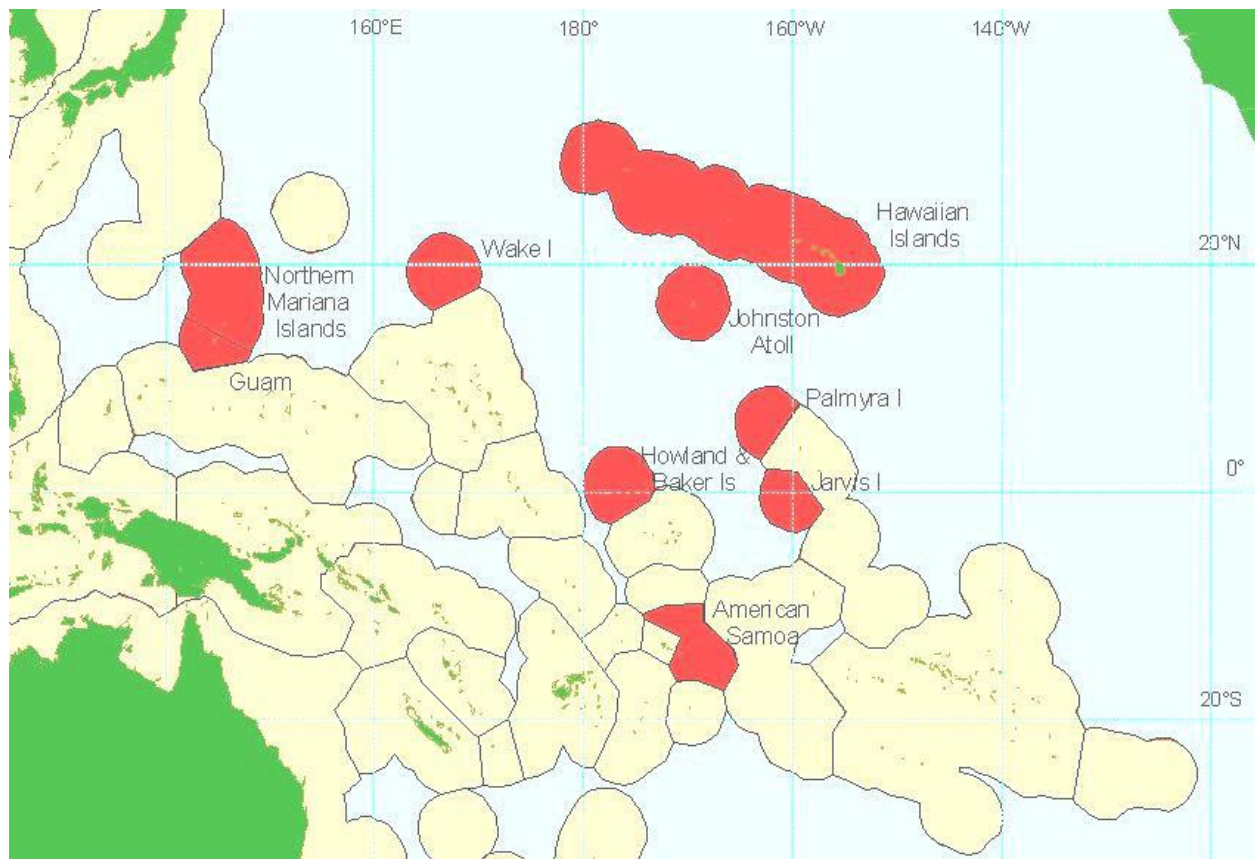 160°E
180°
160°W
140°W
Hawaiian
Islands
20°N
Wake I
Northern
Mariana
Islands
Johnston
Atoll
Guam
Palmyra I
Howland &
Baker Is
0°
Jarvis I
American
Samoa
20°S